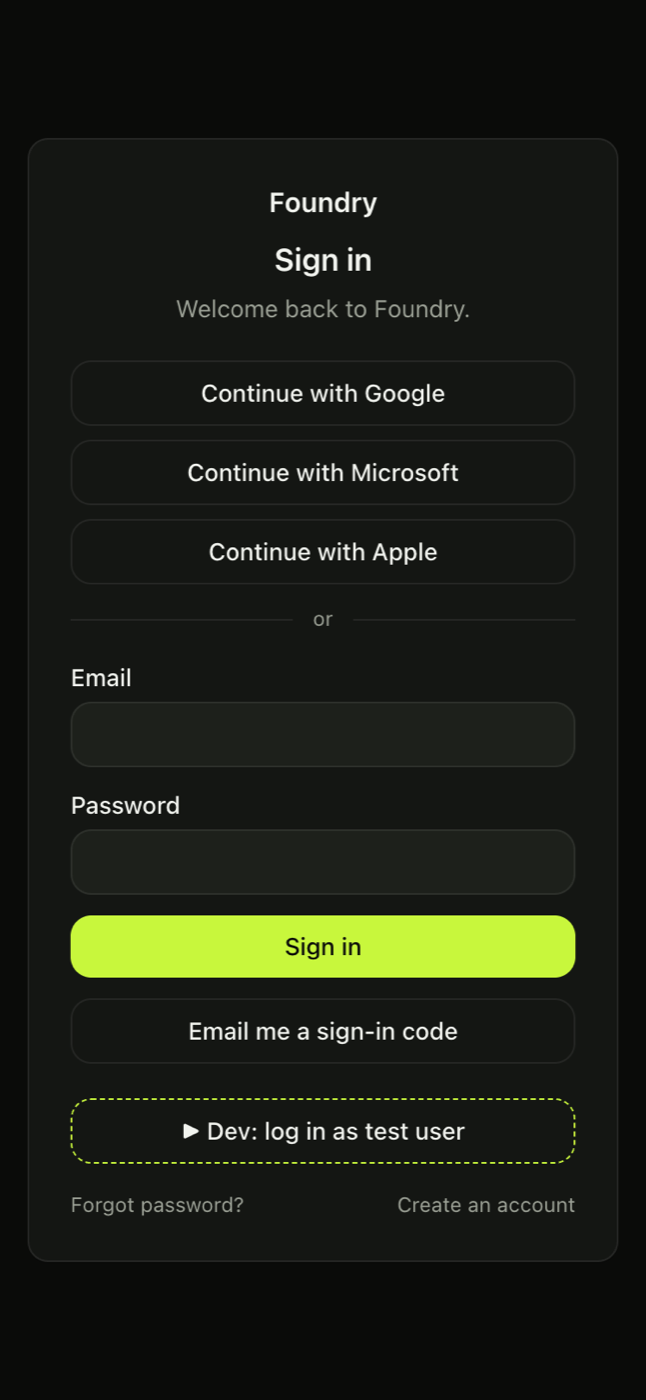 Foundry
Sign in
Welcome back to Foundry.
Continue with Google
Continue with Microsoft
Continue with Apple
or
Email
Password
Sign in
Email me a sign-in code
▶ Dev: log in as test user
Forgot password? Create an account